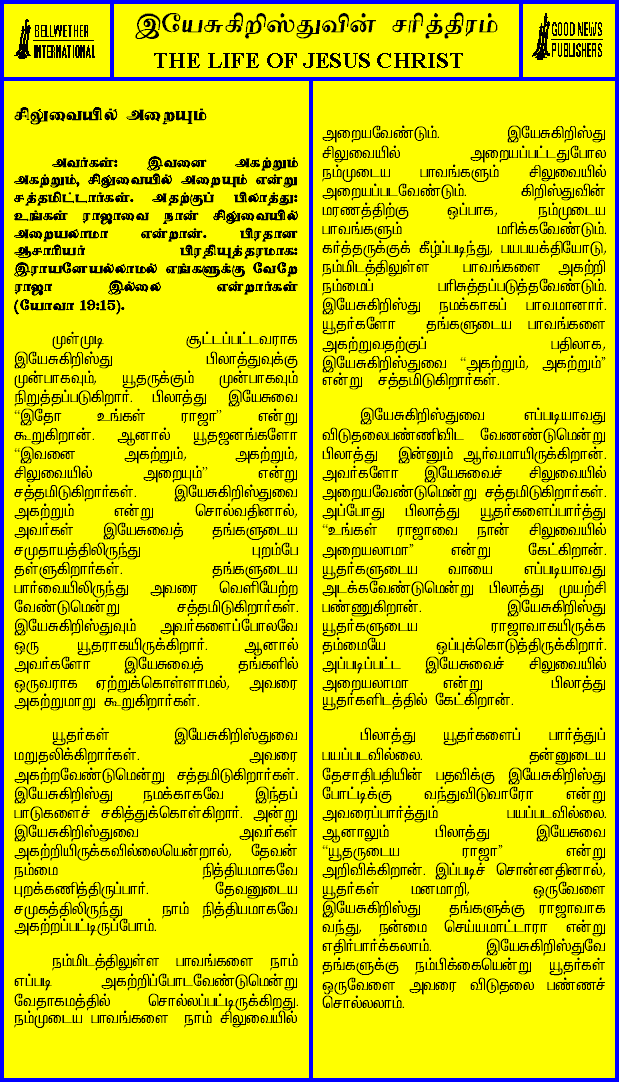 BELLWETHER
INTERNATIONAL
இயேசுகிறிஸ்துவின் சரித்திரம்
THE LIFE OF JESUS CHRIST
GOOD NEWS
PUBLISHERS
சிலுவையில் அறையும்
அவர்கள்: இவனை அகற்றும்
அகற்றும், சிலுவையில் அறையும் என்று
சத்தமிட்டார்கள். அதற்குப் பிலாத்து:
உங்கள் ராஜாவை நான் சிலுவையில்
அறையலாமா என்றான். பிரதான
ஆசாரியர் பிரதியுத்தரமாக:
இராயனேயல்லாமல் எங்களுக்கு வேறே
ராஜா இல்லை என்றார்கள்
(யோவா 19:15).
முள்முடி சூட்டப்பட்டவராக
இயேசுகிறிஸ்து பிலாத்துவுக்கு
முன்பாகவும், யூதருக்கும் முன்பாகவும்
நிறுத்தப்படுகிறார். பிலாத்து இயேசுவை
“இதோ உங்கள் ராஜா” என்று
கூறுகிறான். ஆனால் யூதஜனங்களோ
“இவனை அகற்றும், அகற்றும்,
சிலுவையில் அறையும்” என்று
சத்தமிடுகிறார்கள். இயேசுகிறிஸ்துவை
அகற்றும் என்று சொல்வதினால்,
அவர்கள் இயேசுவைத் தங்களுடைய
சமுதாயத்திலிருந்து புறம்பே
தள்ளுகிறார்கள். தங்களுடைய
பார்வையிலிருந்து அவரை வெளியேற்ற
வேண்டுமென்று சத்தமிடுகிறார்கள்.
இயேசுகிறிஸ்துவும் அவர்களைப்போலவே
ஒரு யூதராகயிருக்கிறார். ஆனால்
அவர்களோ இயேசுவைத் தங்களில்
ஒருவராக ஏற்றுக்கொள்ளாமல், அவரை
அகற்றுமாறு கூறுகிறார்கள்.
யூதர்கள் இயேசுகிறிஸ்துவை
மறுதலிக்கிறார்கள். அவரை
அகற்றவேண்டுமென்று சத்தமிடுகிறார்கள்.
இயேசுகிறிஸ்து நமக்காகவே இந்தப்
பாடுகளைச் சகித்துக்கொள்கிறார். அன்று
இயேசுகிறிஸ்துவை அவர்கள்
அகற்றியிருக்கவில்லையென்றால், தேவன்
நம்மை நித்தியமாகவே
புறக்கணித்திருப்பார். தேவனுடைய
சமுகத்திலிருந்து நாம் நித்தியமாகவே
அகற்றப்பட்டிருப்போம்.
நம்மிடத்திலுள்ள பாவங்களை நாம்
எப்படி அகற்றிப்போடவேண்டுமென்று
வேதாகமத்தில் சொல்லப்பட்டிருக்கிறது.
நம்முடைய பாவங்களை நாம் சிலுவையில்
அறையவேண்டும். இயேசுகிறிஸ்து
சிலுவையில் அறையப்பட்டதுபோல
நம்முடைய பாவங்களும் சிலுவையில்
அறையப்படவேண்டும். கிறிஸ்துவின்
மரணத்திற்கு ஒப்பாக, நம்முடைய
பாவங்களும் மரிக்கவேண்டும்.
கர்த்தருக்குக் கீழ்ப்படிந்து, பயபயக்தியோடு,
நம்மிடத்திலுள்ள பாவங்களை அகற்றி
நம்மைப் பரிசுத்தப்படுத்தவேண்டும்.
இயேசுகிறிஸ்து நமக்காகப் பாவமானார்.
யூதர்களோ தங்களுடைய பாவங்களை
அகற்றுவதற்குப் பதிலாக,
இயேசுகிறிஸ்துவை “அகற்றும், அகற்றும்”
என்று சத்தமிடுகிறார்கள்.
இயேசுகிறிஸ்துவை எப்படியாவது
விடுதலைபண்ணிவிட வேணண்டுமென்று
பிலாத்து இன்னும் ஆர்வமாயிருக்கிறான்.
அவர்களோ இயேசுவைச் சிலுவையில்
அறையவேண்டுமென்று சத்தமிடுகிறார்கள்.
அப்போது பிலாத்து யூதர்களைப்பார்த்து
“உங்கள் ராஜாவை நான் சிலுவையில்
அறையலாமா” என்று கேட்கிறான்.
யூதர்களுடைய வாயை எப்படியாவது
அடக்கவேண்டுமென்று பிலாத்து முயற்சி
பண்ணுகிறான். இயேசுகிறிஸ்து
யூதர்களுடைய ராஜாவாகயிருக்க
தம்மையே ஒப்புக்கொடுத்திருக்கிறார்.
அப்படிப்பட்ட இயேசுவைச் சிலுவையில்
அறையலாமா என்று பிலாத்து
யூதர்களிடத்தில் கேட்கிறான்.
பிலாத்து யூதர்களைப் பார்த்துப்
பயப்படவில்லை. தன்னுடைய
தேசாதிபதியின் பதவிக்கு இயேசுகிறிஸ்து
போட்டிக்கு வந்துவிடுவாரோ என்று
அவரைப்பார்த்தும் பயப்படவில்லை.
ஆனாலும் பிலாத்து இயேசுவை
“யூதருடைய ராஜா” என்று
அறிவிக்கிறான். இப்படிச் சொன்னதினால்,
யூதர்கள் மனமாறி, ஒருவேளை
இயேசுகிறிஸ்து தங்களுக்கு ராஜாவாக
வந்து, நன்மை செய்யமாட்டாரா என்று
எதிர்பார்க்கலாம். இயேசுகிறிஸ்துவே
தங்களுக்கு நம்பிக்கையென்று யூதர்கள்
ஒருவேளை அவரை விடுதலை பண்ணச்
சொல்லலாம்.